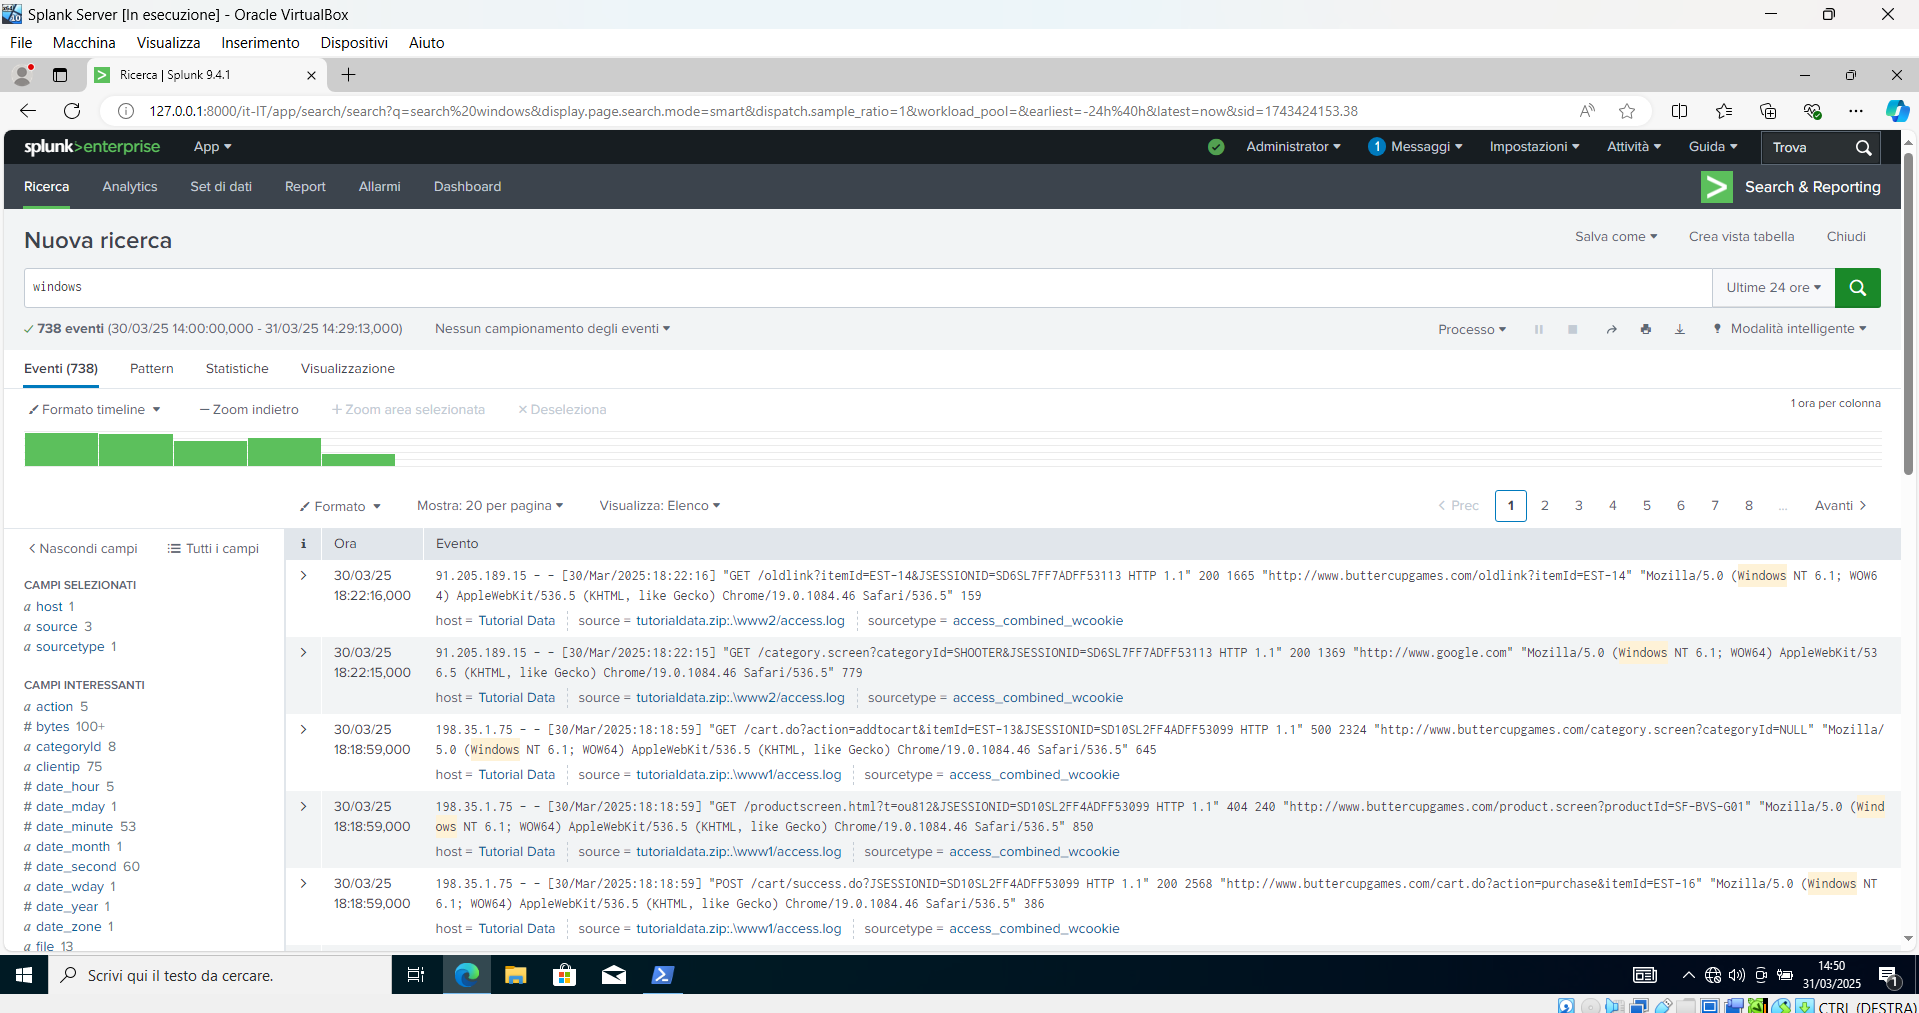 Splank Server [In esecuzione] - Oracle VirtualBox
File Macchina Visualizza Inserimento Dispositivi Aiuto
Ricerca | Splunk 9.4.1
127.0.0.1:8000/it-IT/app/search/search?q=search%20windows&display.page.search.mode=smart&dispatch.sample_ratio=1&workload_pool=&earliest=-24h%40h&latest=now&sid=1743424153.38
splunk>enterprise App Administrator 1 Messaggi Impostazioni Attività Guida Trova
Ricerca Analytics Set di dati Report Allarmi Dashboard Search & Reporting
Nuova ricerca Salva come Crea vista tabella Chiudi
windows Ultime 24 ore
738 eventi (30/03/25 14:00:00,000 - 31/03/25 14:29:13,000) Nessun campionamento degli eventi Processo Modalità intelligente
Eventi (738) Pattern Statistiche Visualizzazione
Formato timeline — Zoom indietro + Zoom area selezionata × Deseleziona 1 ora per colonna
Formato Mostra: 20 per pagina Visualizza: Elenco < Prec 1 2 3 4 5 6 7 8 ... Avanti >
< Nascondi campi Tutti i campi
CAMPI SELEZIONATI
a host 1
a source 3
a sourcetype 1
CAMPI INTERESSANTI
a action 5
# bytes 100+
a categoryId 8
a clientip 75
# date_hour 5
# date_mday 1
# date_minute 53
a date_month 1
# date_second 60
a date_wday 1
# date_year 1
a date_zone 1
a file 13
i Ora Evento
30/03/25 91.205.189.15 - - [30/Mar/2025:18:22:16] "GET /oldlink?itemId=EST-14&JSESSIONID=SD6SL7FF7ADFF53113 HTTP 1.1" 200 1665 "http://www.buttercupgames.com/oldlink?itemId=EST-14" "Mozilla/5.0 (Windows NT 6.1; WOW6
18:22:16,000 4) AppleWebKit/536.5 (KHTML, like Gecko) Chrome/19.0.1084.46 Safari/536.5" 159
host = Tutorial Data source = tutorialdata.zip:.\www2/access.log sourcetype = access_combined_wcookie
30/03/25 91.205.189.15 - - [30/Mar/2025:18:22:15] "GET /category.screen?categoryId=SHOOTER&JSESSIONID=SD6SL7FF7ADFF53113 HTTP 1.1" 200 1369 "http://www.google.com" "Mozilla/5.0 (Windows NT 6.1; WOW64) AppleWebKit/53
18:22:15,000 6.5 (KHTML, like Gecko) Chrome/19.0.1084.46 Safari/536.5" 779
host = Tutorial Data source = tutorialdata.zip:.\www2/access.log sourcetype = access_combined_wcookie
30/03/25 198.35.1.75 - - [30/Mar/2025:18:18:59] "GET /cart.do?action=addtocart&itemId=EST-13&JSESSIONID=SD10SL2FF4ADFF53099 HTTP 1.1" 500 2324 "http://www.buttercupgames.com/category.screen?categoryId=NULL" "Mozilla/
18:18:59,000 5.0 (Windows NT 6.1; WOW64) AppleWebKit/536.5 (KHTML, like Gecko) Chrome/19.0.1084.46 Safari/536.5" 645
host = Tutorial Data source = tutorialdata.zip:.\www1/access.log sourcetype = access_combined_wcookie
30/03/25 198.35.1.75 - - [30/Mar/2025:18:18:59] "GET /productscreen.html?t=ou812&JSESSIONID=SD10SL2FF4ADFF53099 HTTP 1.1" 404 240 "http://www.buttercupgames.com/product.screen?productId=SF-BVS-G01" "Mozilla/5.0 (Wind
18:18:59,000 ows NT 6.1; WOW64) AppleWebKit/536.5 (KHTML, like Gecko) Chrome/19.0.1084.46 Safari/536.5" 850
host = Tutorial Data source = tutorialdata.zip:.\www1/access.log sourcetype = access_combined_wcookie
30/03/25 198.35.1.75 - - [30/Mar/2025:18:18:59] "POST /cart/success.do?JSESSIONID=SD10SL2FF4ADFF53099 HTTP 1.1" 200 2568 "http://www.buttercupgames.com/cart.do?action=purchase&itemId=EST-16" "Mozilla/5.0 (Windows NT
18:18:59,000 6.1; WOW64) AppleWebKit/536.5 (KHTML, like Gecko) Chrome/19.0.1084.46 Safari/536.5" 386
host = Tutorial Data source = tutorialdata.zip:.\www1/access.log sourcetype = access_combined_wcookie
Scrivi qui il testo da cercare.
14:50
31/03/2025
1
CTRL (DESTRA)